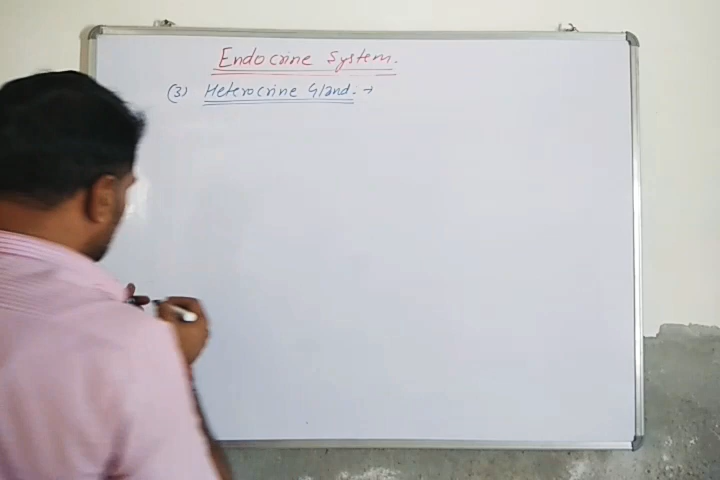 Endocrine System.
(3) Heterocrine Gland. →